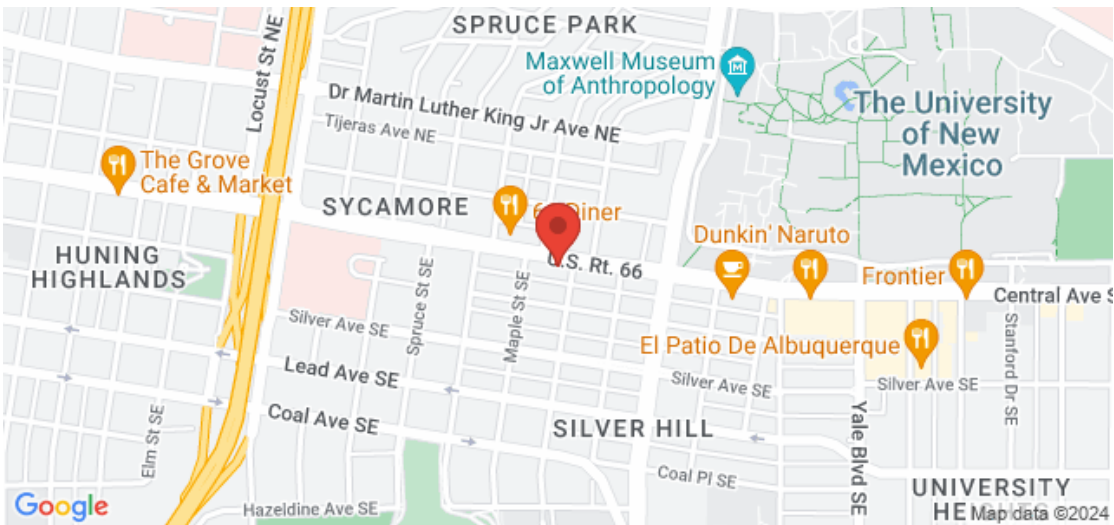 SPRUCE PARK
Locust St NE
Maxwell Museum
of Anthropology
Dr Martin Luther King Jr Ave NE
Tijeras Ave NE
The University
of New
Mexico
The Grove
Cafe & Market
SYCAMORE
Diner
HUNING
HIGHLANDS
U.S. Rt. 66
Dunkin' Naruto
Frontier
Central Ave S
Spruce St SE
Maple St SE
Silver Ave SE
Stanford Dr SE
El Patio De Albuquerque
Lead Ave SE
Silver Ave SE
Silver Ave SE
Coal Ave SE
SILVER HILL
Elm St SE
Yale Blvd SE
Coal Pl SE
UNIVERSITY
Hazeldine Ave SE
Google
Map data ©2024